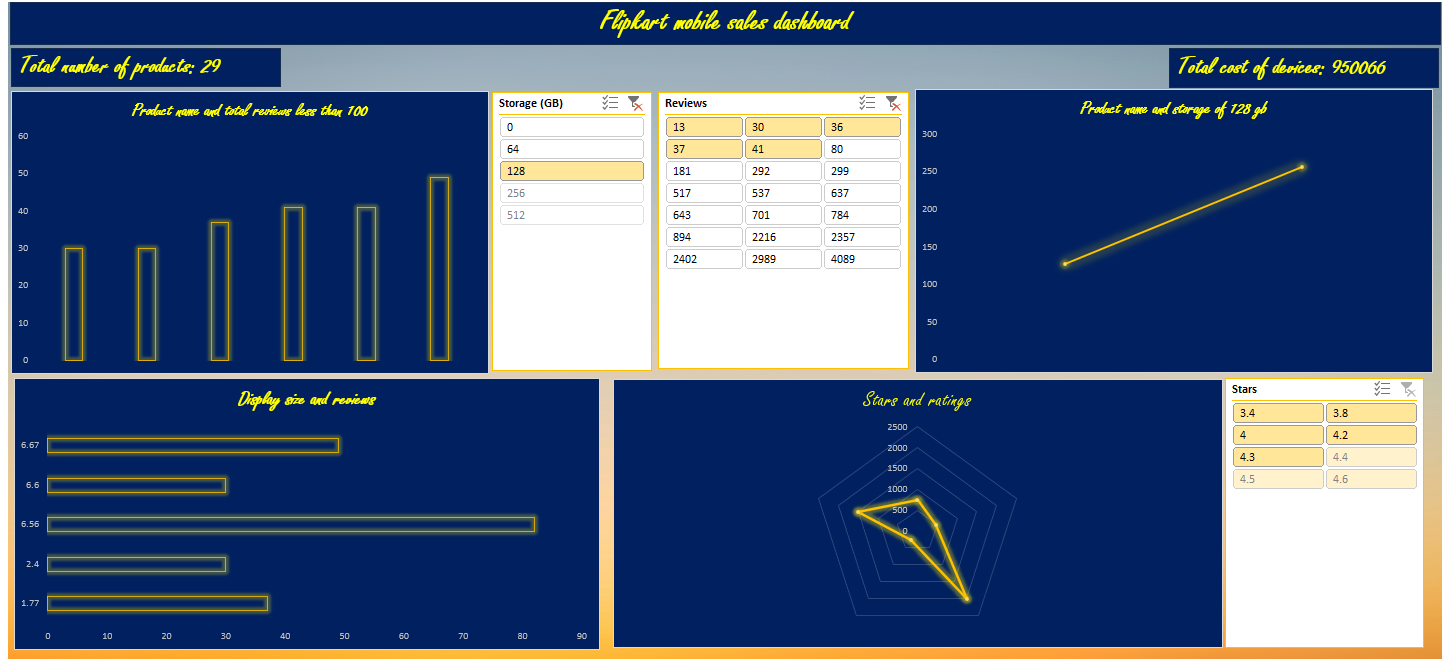 Flipkart mobile sales dashboard
Total number of products: 29
Total cost of devices: 950066
Product name and total reviews less than 100
60
50
40
30
20
10
0
Storage (GB)
0
64
128
256
512
Reviews
13 30 36
37 41 80
181 292 299
517 537 637
643 701 784
894 2216 2357
2402 2989 4089
Product name and storage of 128 gb
300
250
200
150
100
50
0
Display size and reviews
6.67
6.6
6.56
2.4
1.77
0 10 20 30 40 50 60 70 80 90
Stars and ratings
2500
2000
1500
1000
500
0
Stars
3.4 3.8
4 4.2
4.3 4.4
4.5 4.6